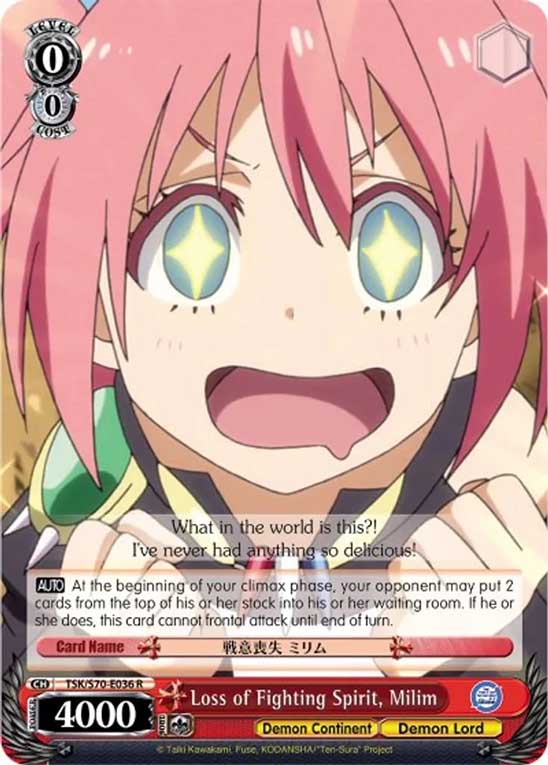 LEVEL
0
0
COST
What in the world is this?!
I've never had anything so delicious!
AUTO At the beginning of your climax phase, your opponent may put 2
cards from the top of his or her stock into his or her waiting room. If he or
she does, this card cannot frontal attack until end of turn.
Card Name 戦意喪失 ミリム
CH TSK/S70-E036 R
Loss of Fighting Spirit, Milim
POWER 4000 SOUL Demon Continent Demon Lord
© Taiki Kawakami, Fuse, KODANSHA/"Ten-Sura" Project